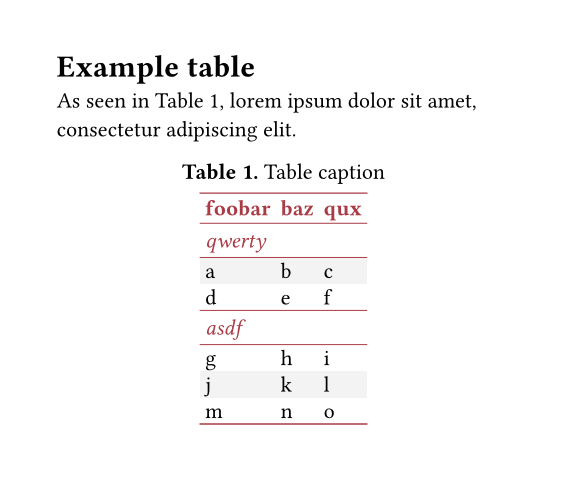 Example table
As seen in Table 1, lorem ipsum dolor sit amet,
consectetur adipiscing elit.
Table 1. Table caption
foobar baz qux
qwerty
a b c
d e f
asdf
g h i
j k l
m n o